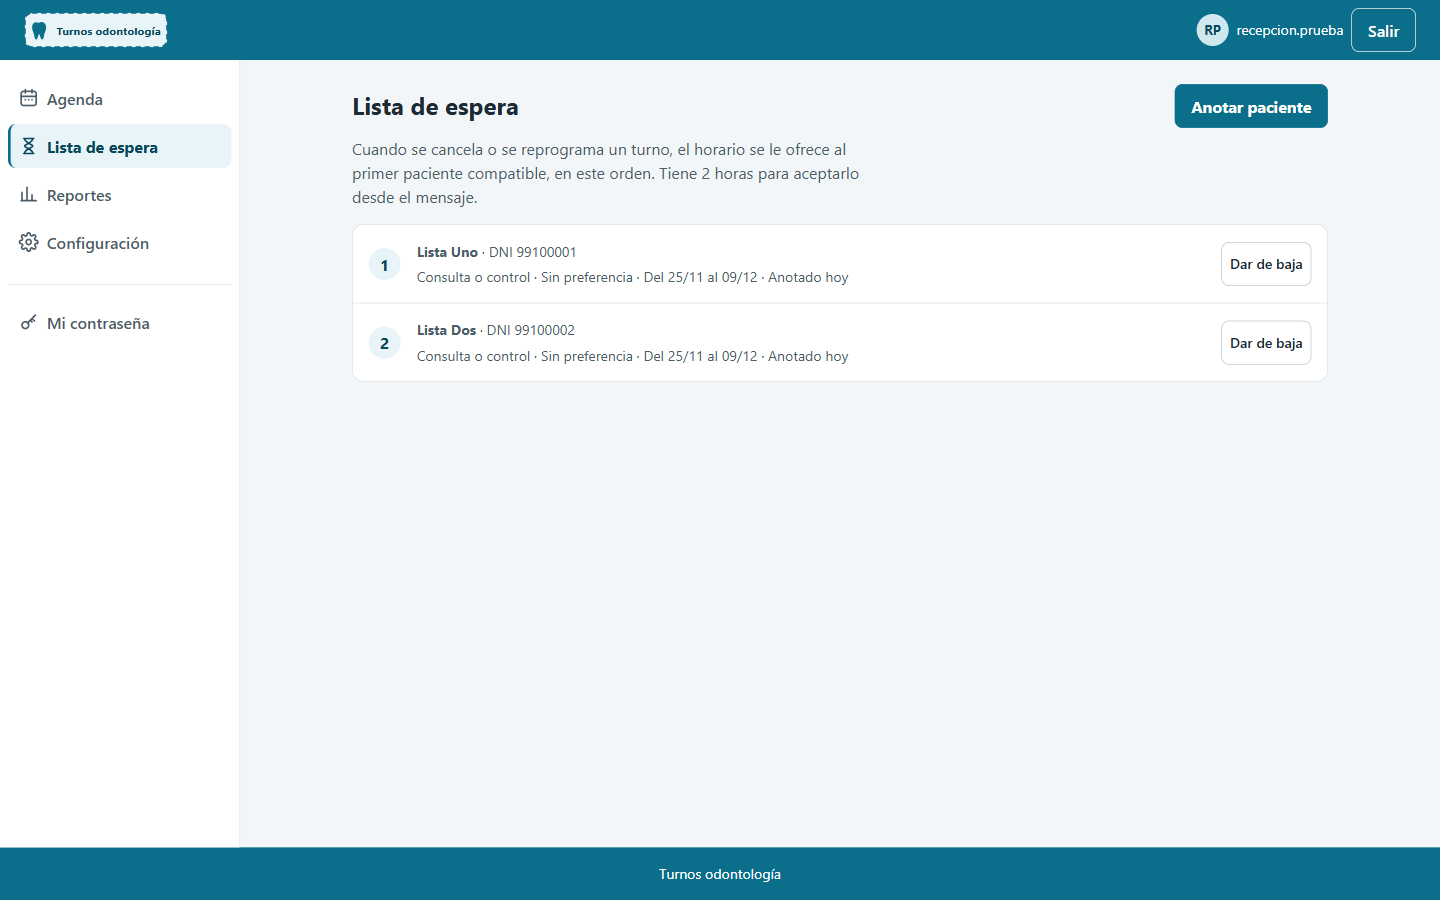 Turnos odontología
RP recepcion.prueba Salir
Agenda
Lista de espera
Reportes
Configuración
Mi contraseña
Lista de espera
Anotar paciente
Cuando se cancela o se reprograma un turno, el horario se le ofrece al
primer paciente compatible, en este orden. Tiene 2 horas para aceptarlo
desde el mensaje.
1
Lista Uno · DNI 99100001
Consulta o control · Sin preferencia · Del 25/11 al 09/12 · Anotado hoy
Dar de baja
2
Lista Dos · DNI 99100002
Consulta o control · Sin preferencia · Del 25/11 al 09/12 · Anotado hoy
Dar de baja
Turnos odontología